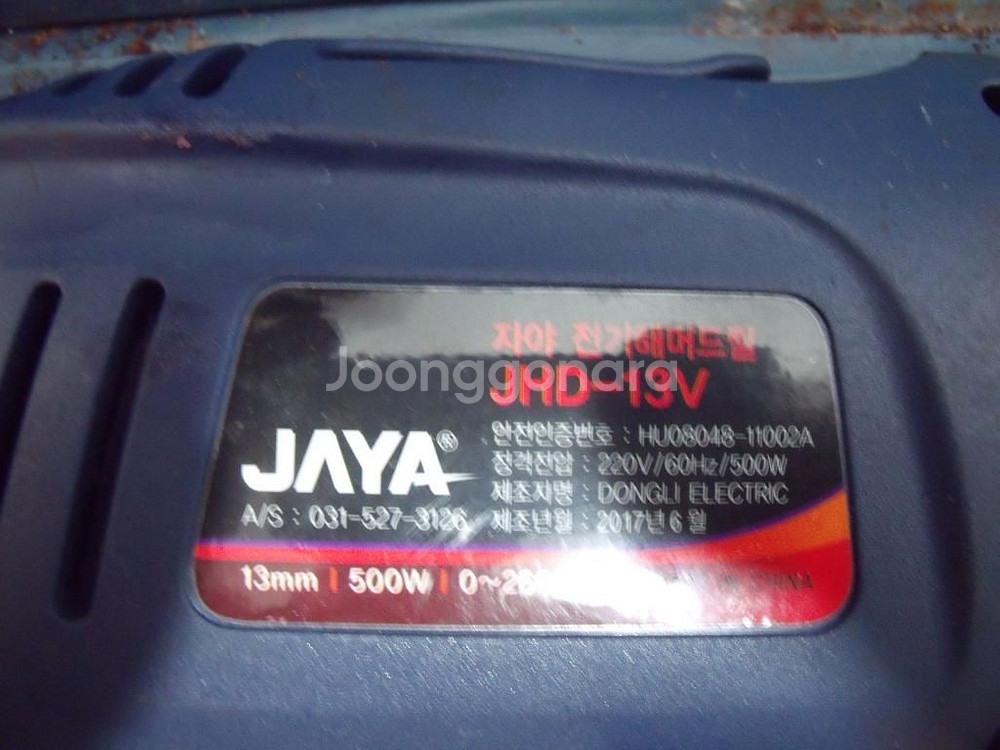 자야 전기해머드릴
Joonggonara
JHD-13V
JAYA®
안전인증번호 : HU08048-11002A
정격전압 : 220V//60Hz/500W
제조자명 : DONGLI ELECTRIC
A/S : 031-527-3126
제조년월 : 2017년 6월
13mm | 500W | 0~
CHINA